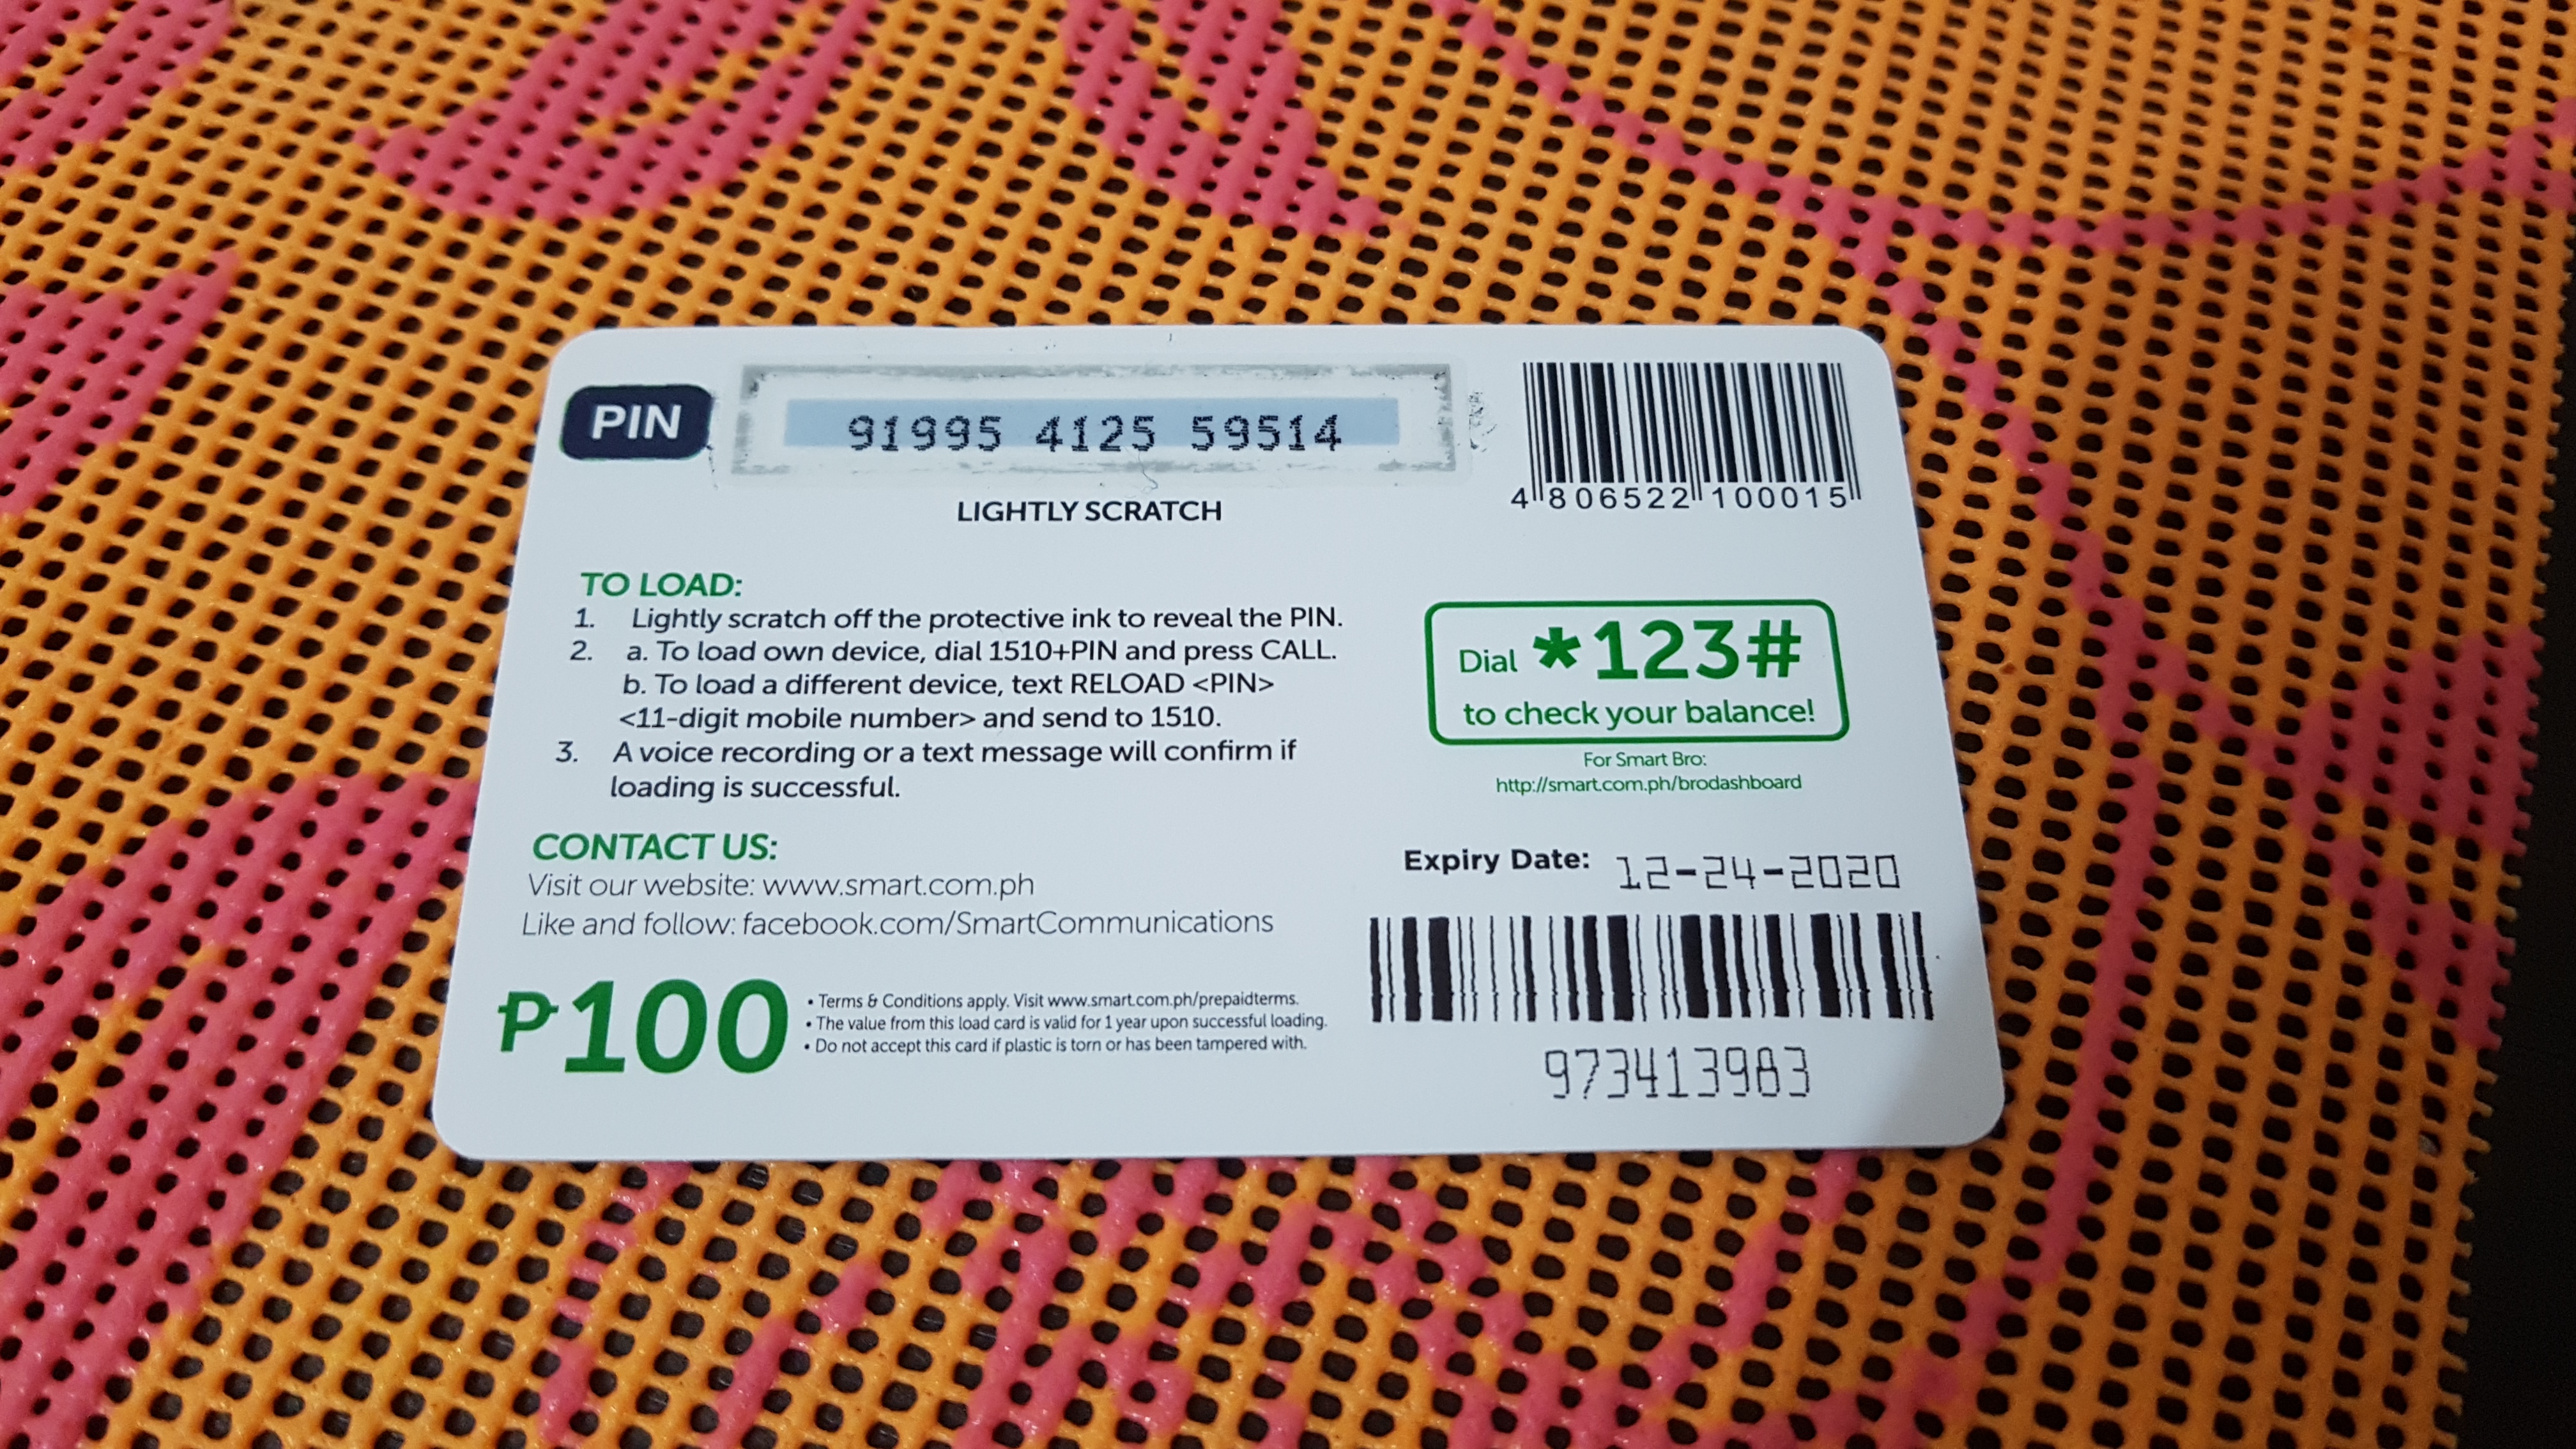 PIN
91995 4125 59514
LIGHTLY SCRATCH
4 806522 100015
TO LOAD:
1. Lightly scratch off the protective ink to reveal the PIN.
2. a. To load own device, dial 1510+PIN and press CALL.
b. To load a different device, text RELOAD <PIN>
<11-digit mobile number> and send to 1510.
3. A voice recording or a text message will confirm if
loading is successful.
Dial *123#
to check your balance!
For Smart Bro:
http://smart.com.ph/brodashboard
CONTACT US:
Visit our website: www.smart.com.ph
Like and follow: facebook.com/SmartCommunications
Expiry Date: 12-24-2020
₱100
• Terms & Conditions apply. Visit www.smart.com.ph/prepaidterms.
• The value from this load card is valid for 1 year upon successful loading.
• Do not accept this card if plastic is torn or has been tampered with.
973413983